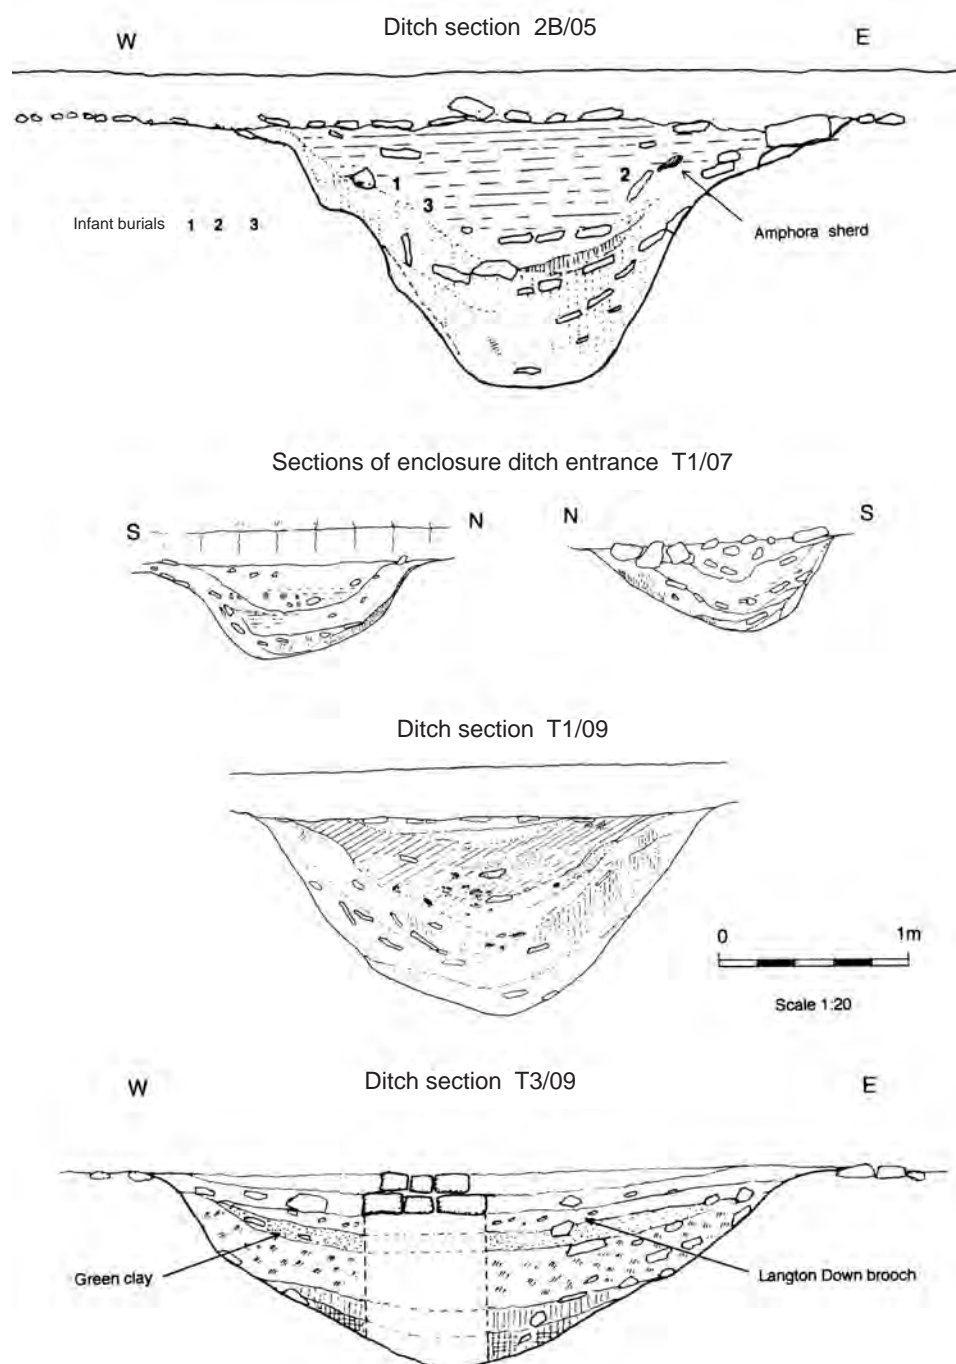 Ditch section 2B/05
W E
1
2
3
Infant burials 1 2 3
Amphora sherd
Sections of enclosure ditch entrance T1/07
S N N S
Ditch section T1/09
0 1m
Scale 1:20
Ditch section T3/09
W E
Green clay
Langton Down brooch